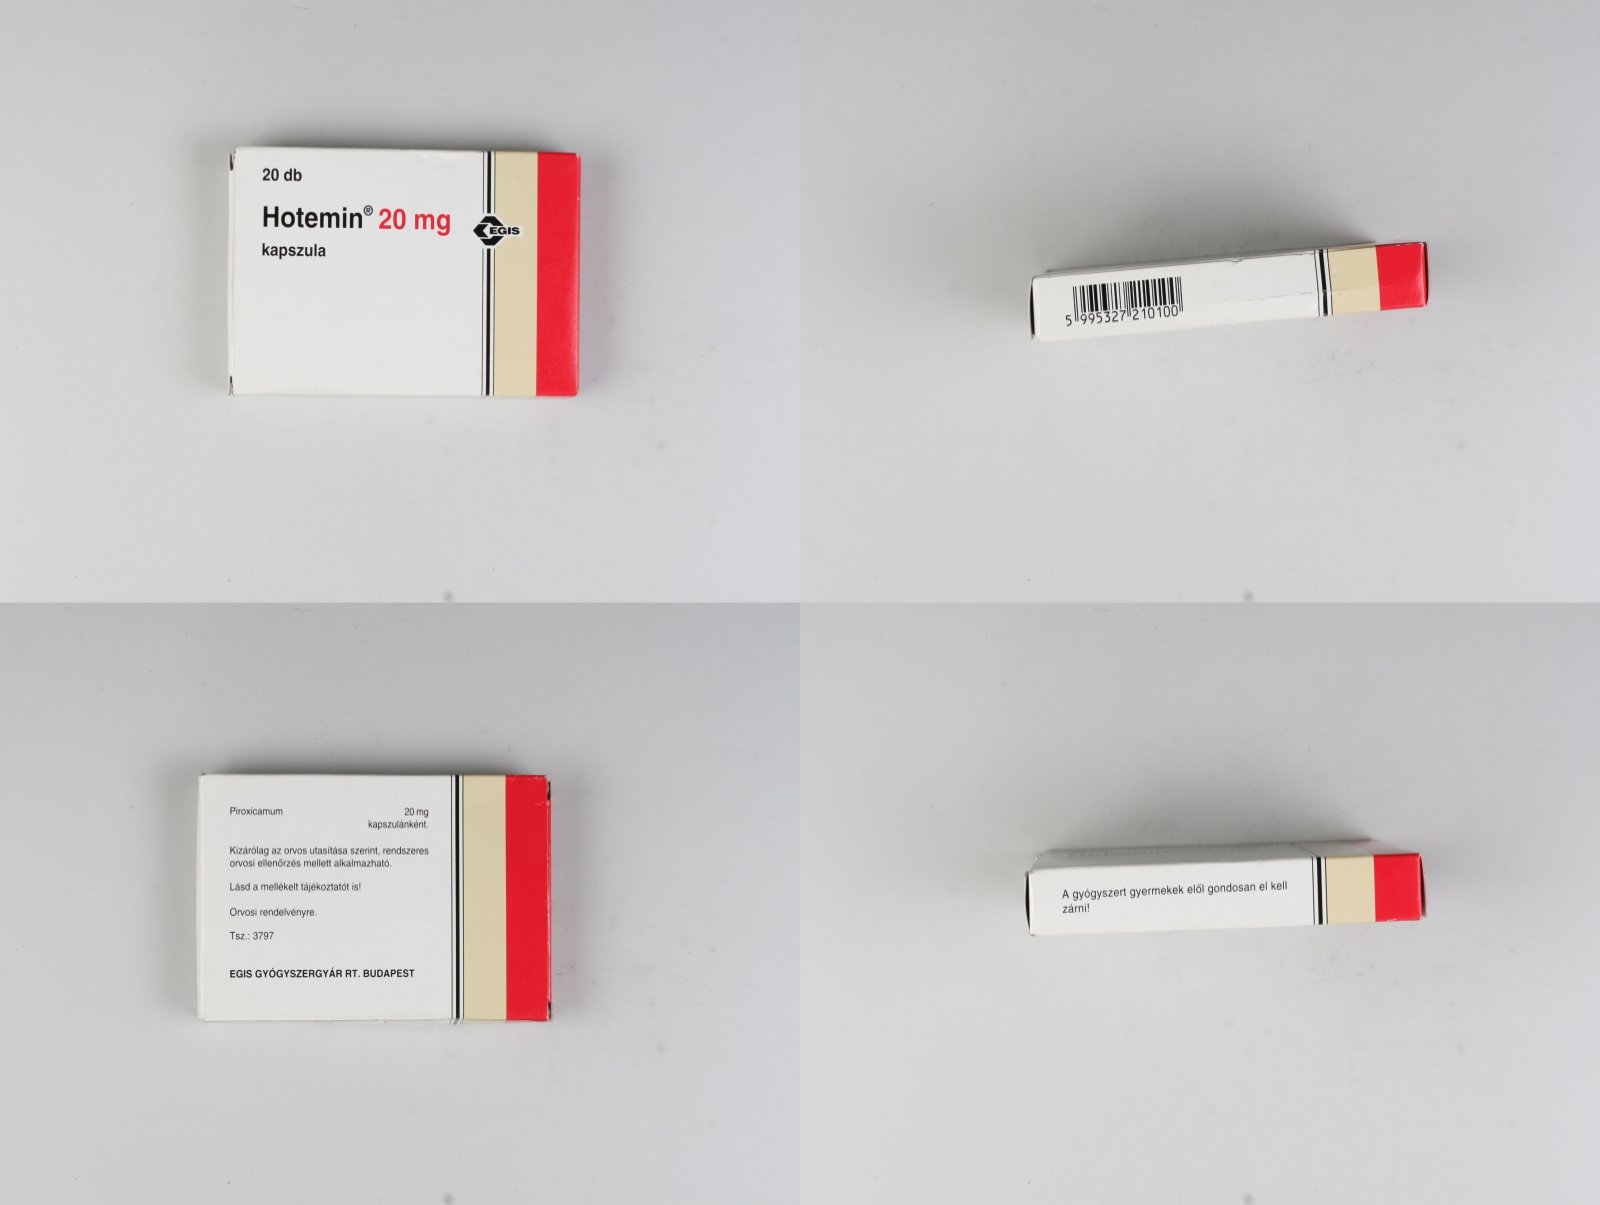 20 db
Hotemin® 20 mg
kapszula
EGIS
5 995327 210100
Piroxicamum 20 mg
kapszulánként.
Kizárólag az orvos utasítása szerint, rendszeres
orvosi ellenőrzés mellett alkalmazható.
Lásd a mellékelt tájékoztatót is!
Orvosi rendelvényre.
Tsz.: 3797
EGIS GYÓGYSZERGYÁR RT. BUDAPEST
A gyógyszert gyermekek elől gondosan el kell
zárni!